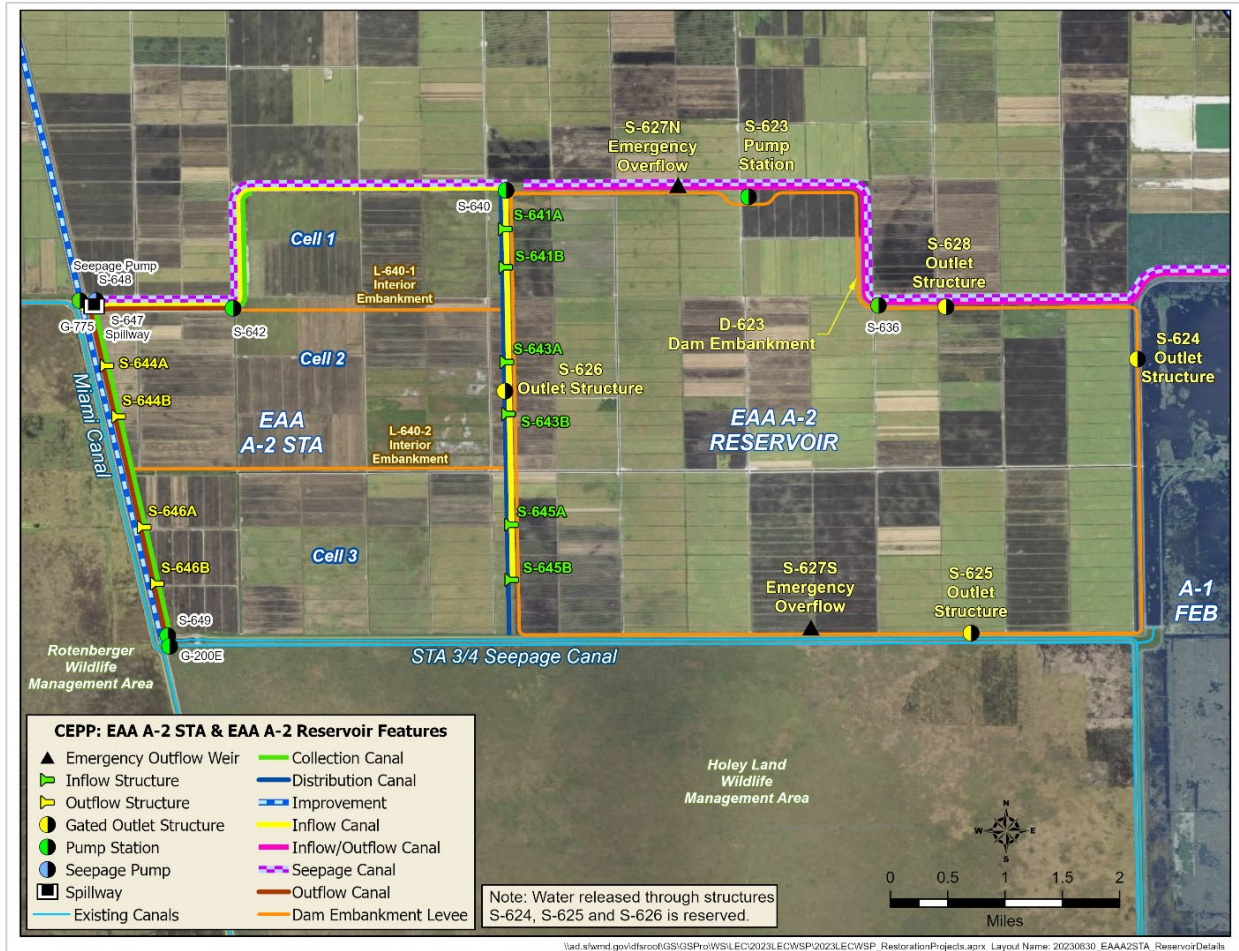 S-627N
Emergency
Overflow
S-623
Pump
Station
S-640
S-641A
Cell 1
S-641B
S-628
Outlet
Structure
Seepage Pump
S-648
L-640-1
Interior
Embankment
G-775
S-647
Spillway
S-642
S-636
D-623
Dam Embankment
S-624
Outlet
Structure
Cell 2
S-643A
S-644A
S-626
Outlet Structure
S-644B
Miami Canal
EAA
A-2 STA
S-643B
EAA A-2
RESERVOIR
L-640-2
Interior
Embankment
S-646A
S-645A
Cell 3
S-646B
S-645B
S-627S
Emergency
Overflow
S-625
Outlet
Structure
A-1
FEB
S-649
G-200E
Rotenberger
Wildlife
Management Area
STA 3/4 Seepage Canal
CEPP: EAA A-2 STA & EAA A-2 Reservoir Features
Emergency Outflow Weir
Inflow Structure
Outflow Structure
Gated Outlet Structure
Pump Station
Seepage Pump
Spillway
Existing Canals
Collection Canal
Distribution Canal
Improvement
Inflow Canal
Inflow/Outflow Canal
Seepage Canal
Outflow Canal
Dam Embankment Levee
Holey Land
Wildlife
Management Area
N
W E
S
Note: Water released through structures
S-624, S-625 and S-626 is reserved.
0 0.5 1 1.5 2
Miles
\\ad.sfwmd.gov\dfsroot\GS\GSPro\WS\LEC\2023LECWSP\2023LECWSP_RestorationProjects.aprx Layout Name: 20230830_EAAA2STA_ReservoirDetails